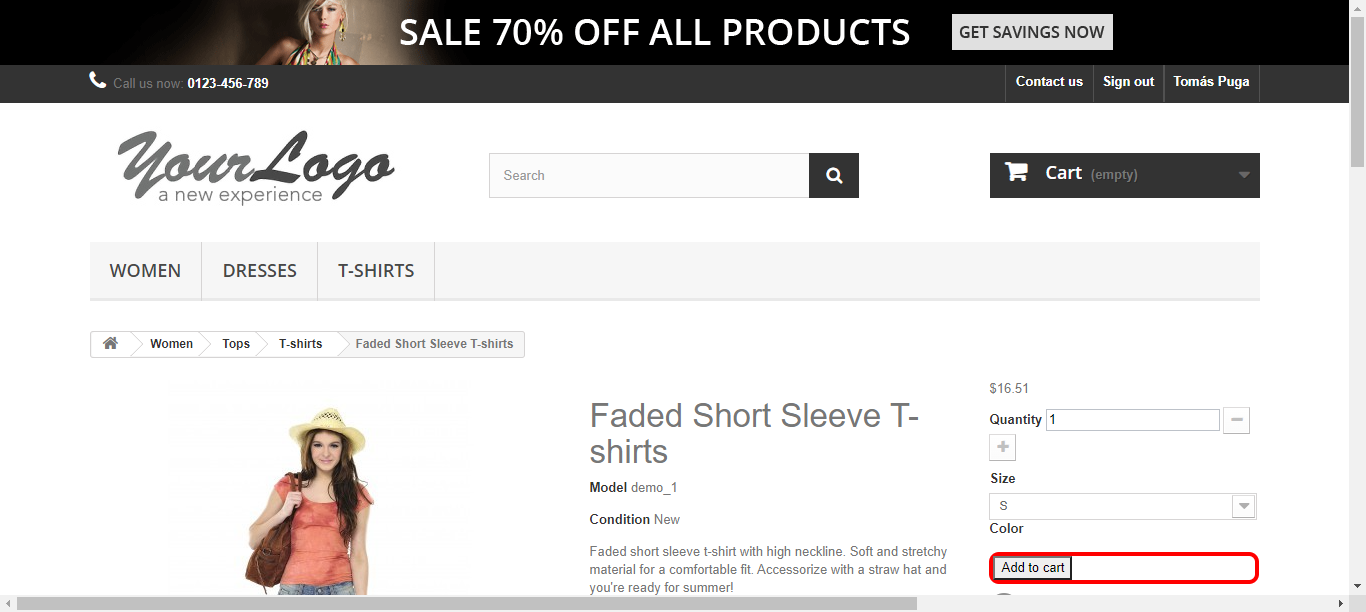 SALE 70% OFF ALL PRODUCTS GET SAVINGS NOW
Call us now: 0123-456-789 Contact us Sign out Tomás Puga
YourLogo
a new experience
Search
Cart (empty)
WOMEN DRESSES T-SHIRTS
Women Tops T-shirts Faded Short Sleeve T-shirts
Faded Short Sleeve T-
shirts
Model demo_1
Condition New
Faded short sleeve t-shirt with high neckline. Soft and stretchy
material for a comfortable fit. Accessorize with a straw hat and
you're ready for summer!
$16.51
Quantity 1
Size
S
Color
Add to cart